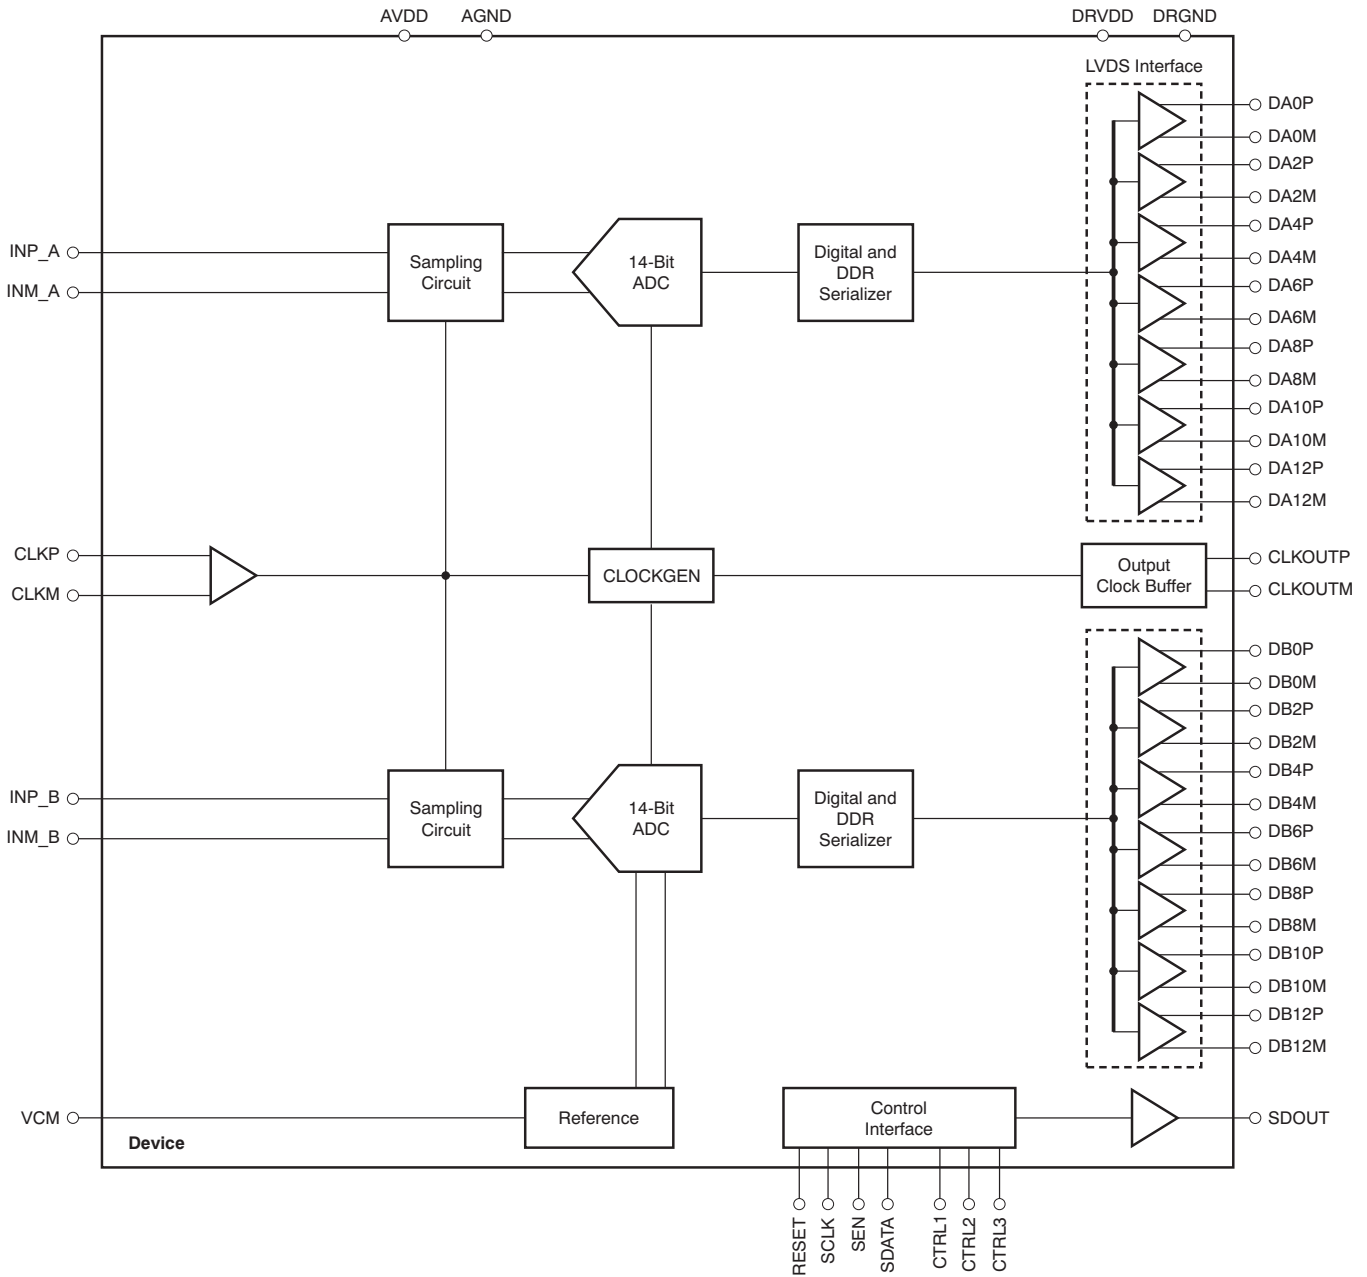 AVDD AGND DRVDD DRGND
LVDS Interface
DA0P
DA0M
DA2P
DA2M
DA4P
DA4M
DA6P
DA6M
DA8P
DA8M
DA10P
DA10M
DA12P
DA12M
INP_A
INM_A
Sampling
Circuit
14-Bit
ADC
Digital and
DDR
Serializer
CLKP
CLKM
CLOCKGEN
Output
Clock Buffer
CLKOUTP
CLKOUTM
DB0P
DB0M
DB2P
DB2M
DB4P
DB4M
DB6P
DB6M
DB8P
DB8M
DB10P
DB10M
DB12P
DB12M
INP_B
INM_B
Sampling
Circuit
14-Bit
ADC
Digital and
DDR
Serializer
VCM
Reference
Control
Interface
SDOUT
Device
RESET
SCLK
SEN
SDATA
CTRL1
CTRL2
CTRL3